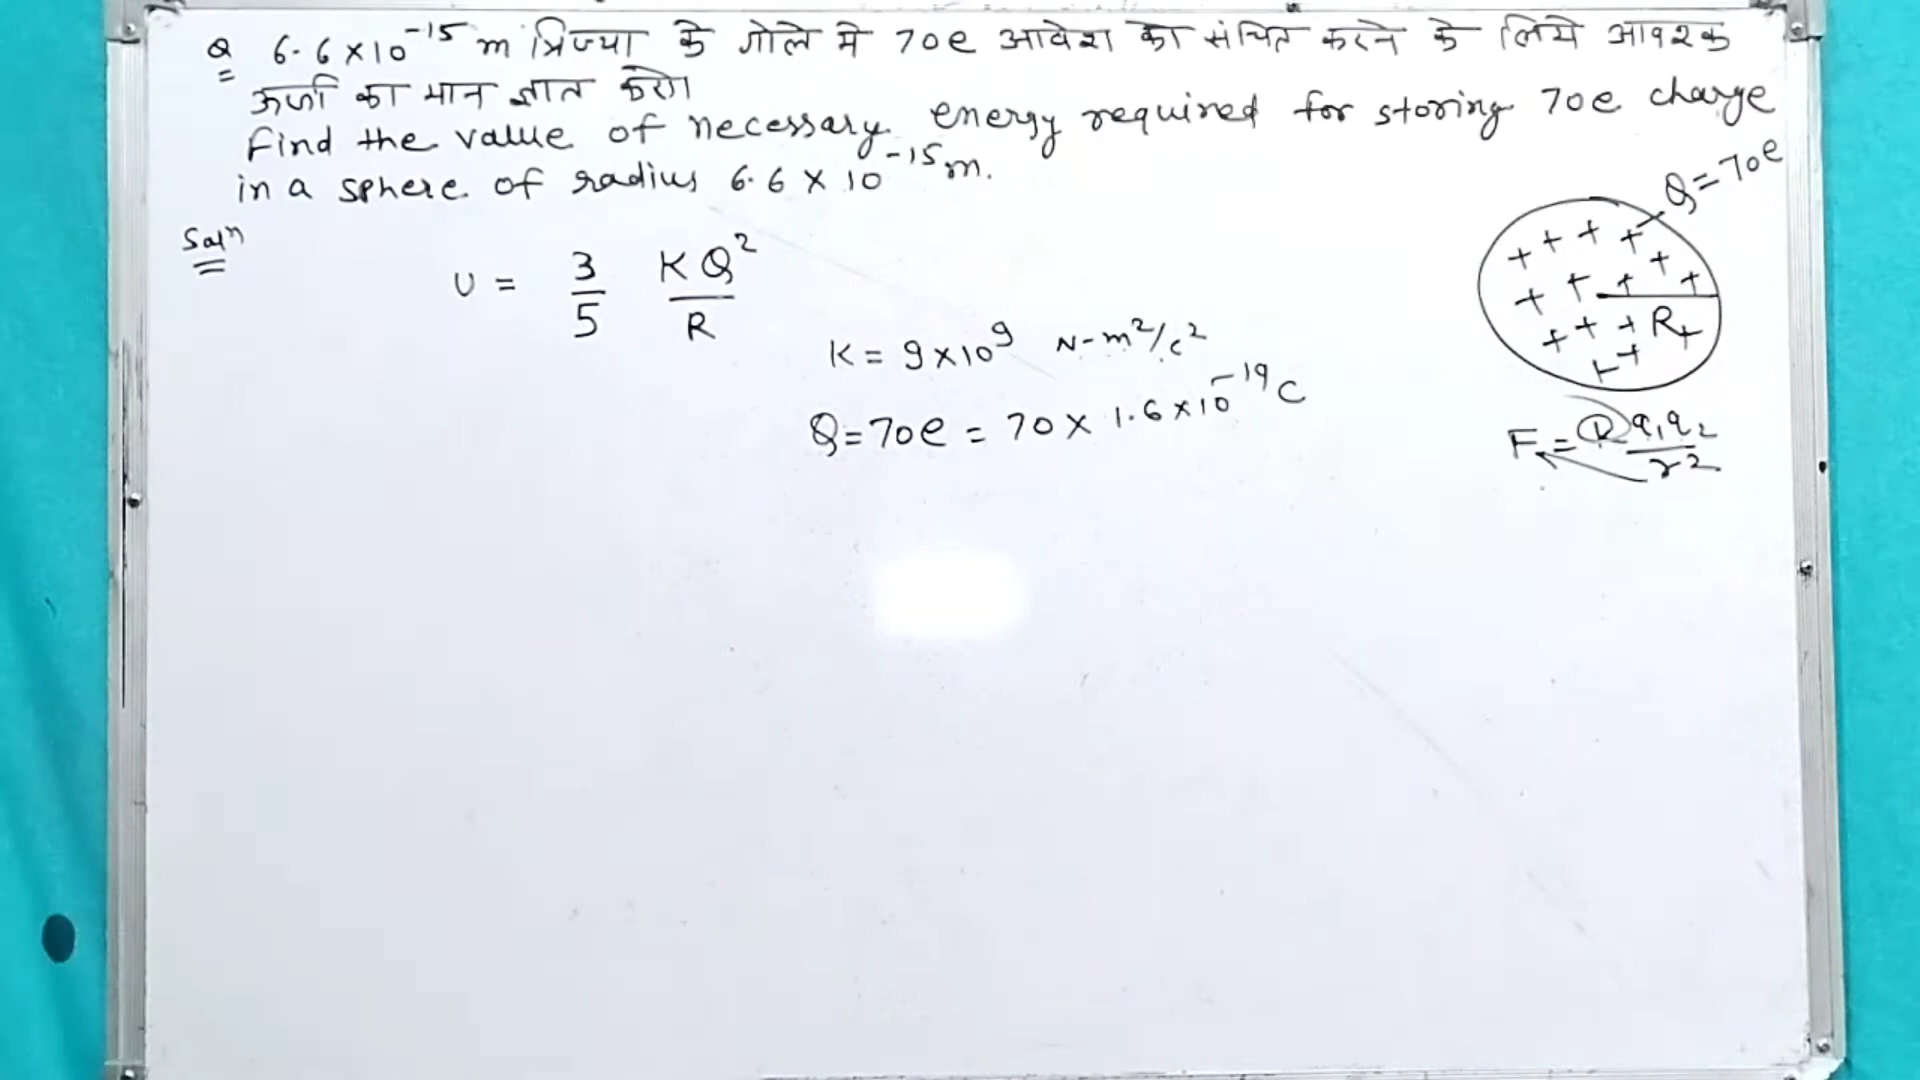 Q 6.6×10⁻¹⁵ m त्रिज्या के गोले मे 70e आवेश को संचित करने के लिये आवश्क
ऊर्जा का मान ज्ञात करो।
Find the value of necessary energy required for storing 70e charge
in a sphere of radius 6.6 × 10⁻¹⁵ m.
Solⁿ
U = 3/5 KQ²/R
K = 9×10⁹ N-m²/c²
Q=70e = 70 × 1.6×10⁻¹⁹ C
Q=70e
+ + + + + + + + + + + + + + + + +
R
F = k q₁q₂/r²